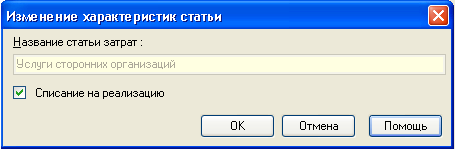 Изменение характеристик статьи
Название статьи затрат :
Услуги сторонних организаций
Списание на реализацию
OK
Отмена
Помощь